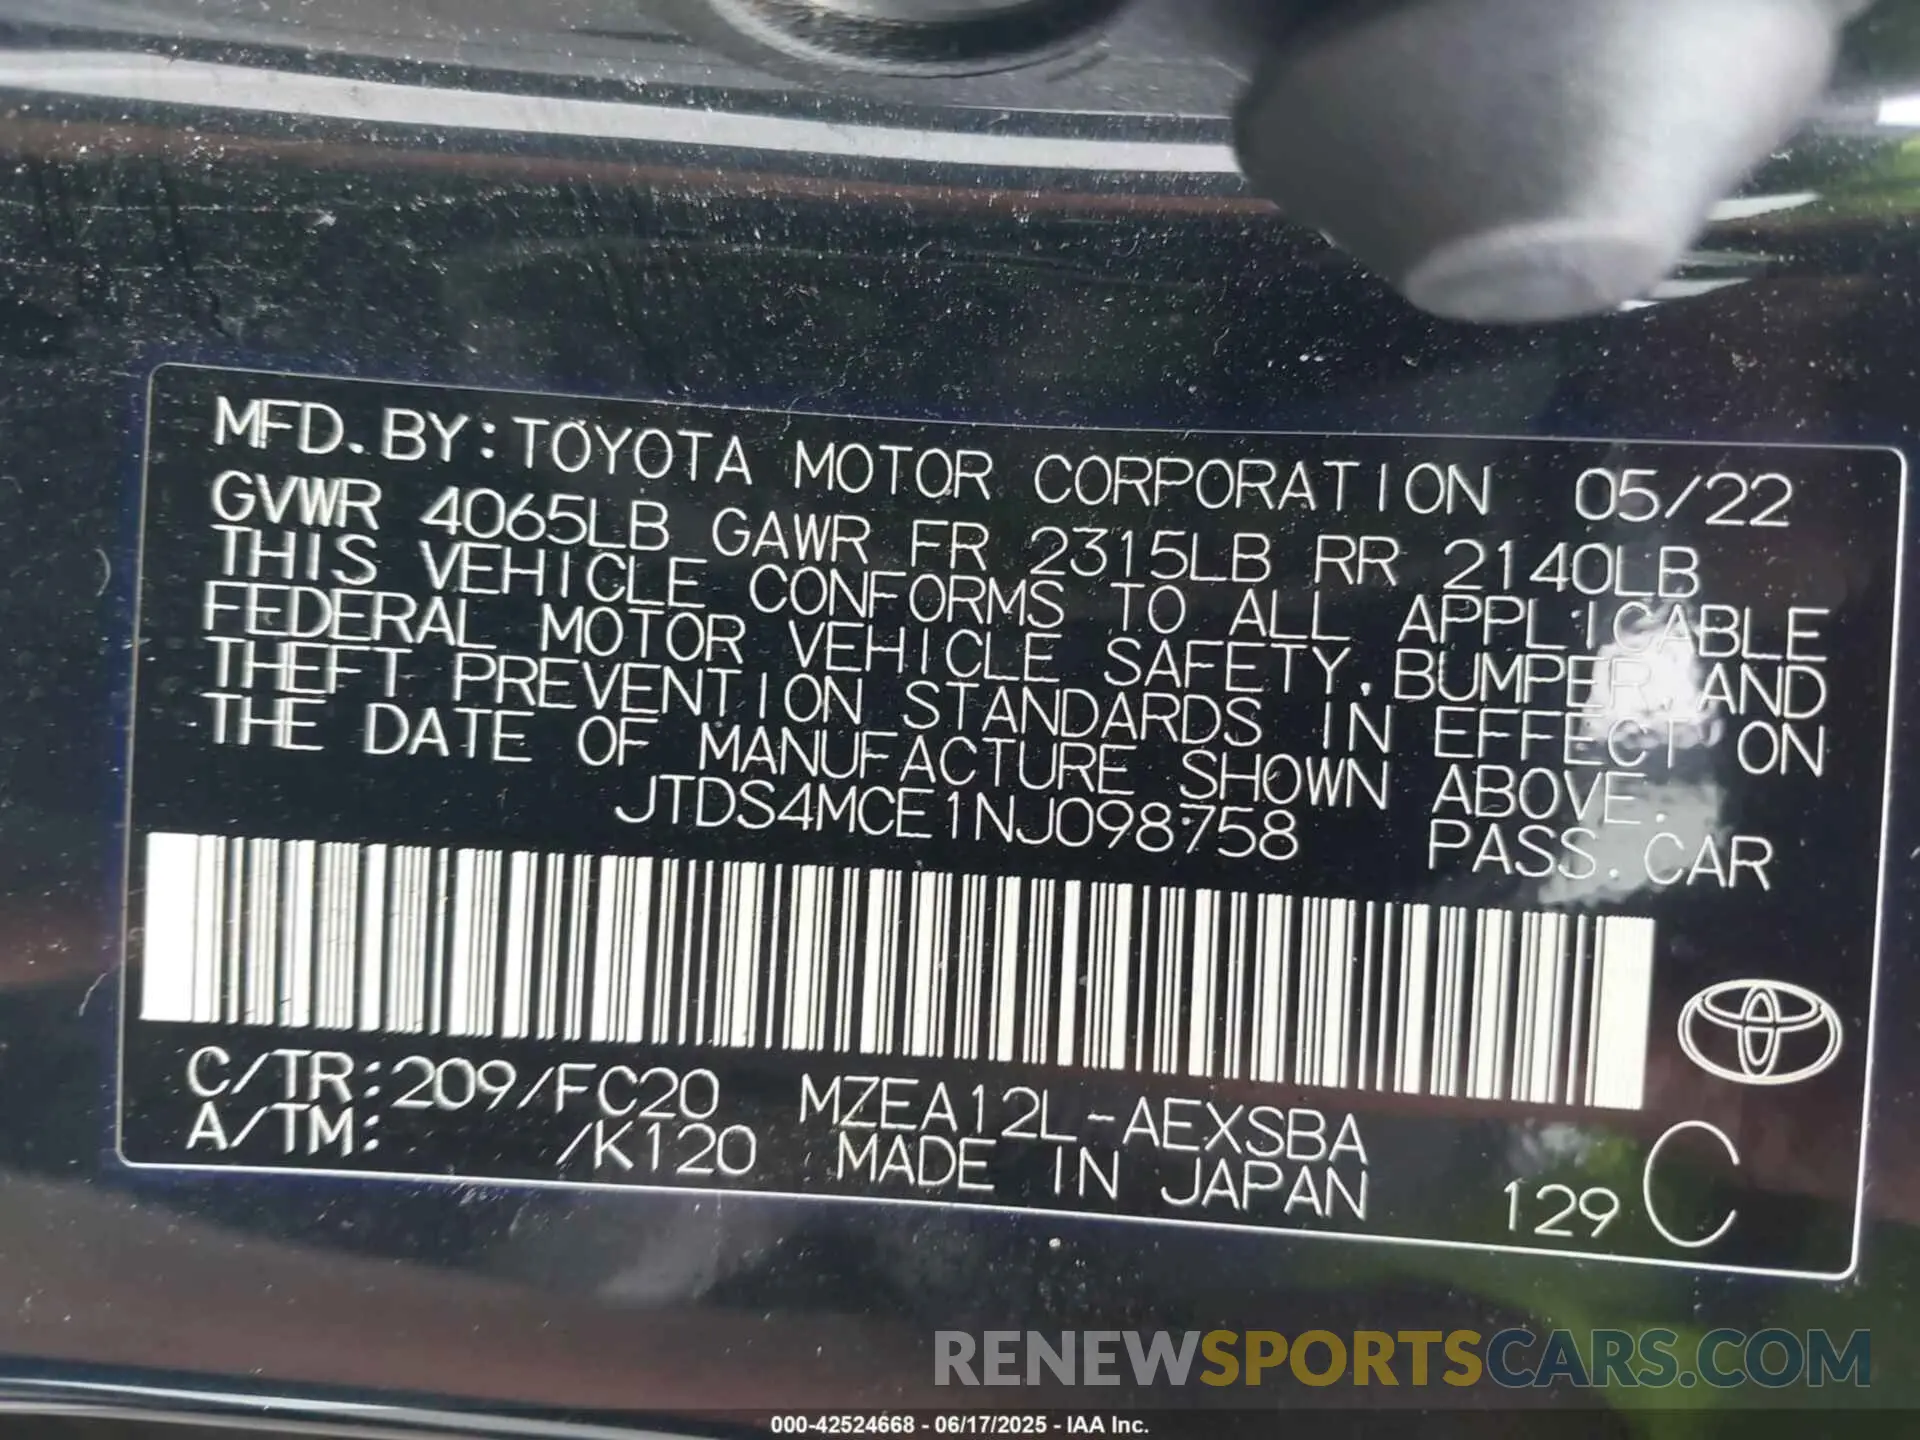 MFD.BY:TOYOTA MOTOR CORPORATION 05/22
GVWR 4065LB GAWR FR 2315LB RR 2140LB
THIS VEHICLE CONFORMS TO ALL APPLICABLE
FEDERAL MOTOR VEHICLE SAFETY,BUMPER,AND
THEFT PREVENTION STANDARDS IN EFFECT ON
THE DATE OF MANUFACTURE SHOWN ABOVE.
JTDS4MCE1NJ098758 PASS.CAR
C/TR:209/FC20 MZEA12L-AEXSBA
A/TM: /K120 MADE IN JAPAN 129 C
RENEWSPORTSCARS.COM
000-42524668 - 06/17/2025 - IAA Inc.